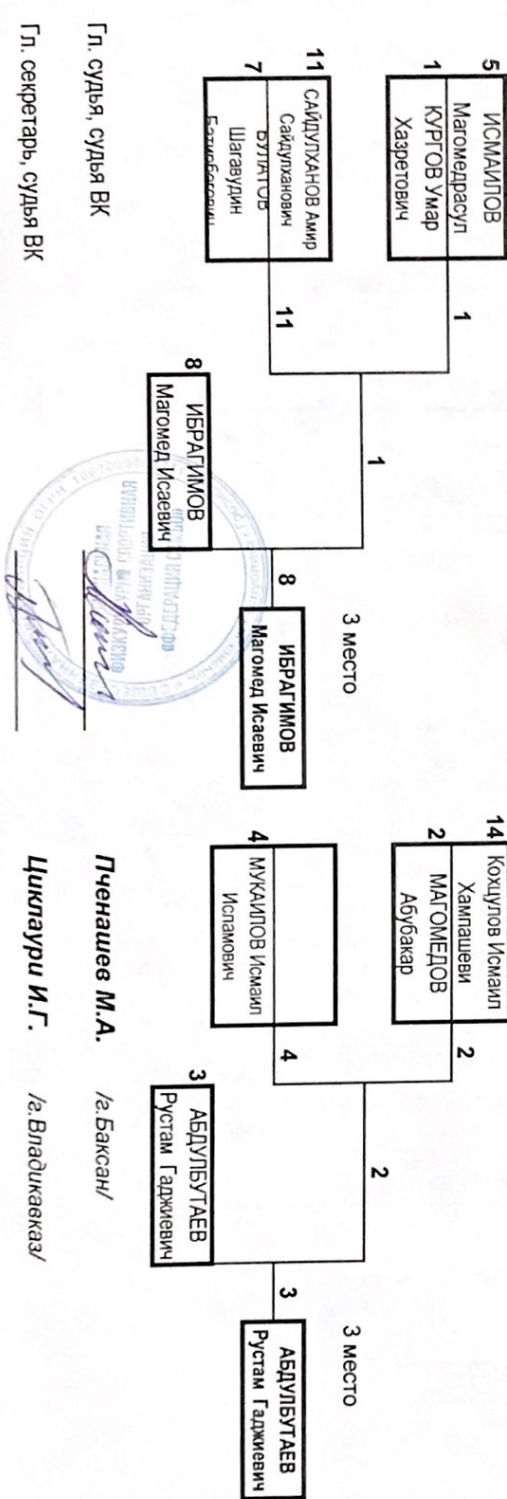 5 ИСМАИЛОВ
Магомедрасул
1 КУРГОВ Умар
Хазретович
1
11 САЙДУЛХАНОВ Амир
Сайдулханович
7 БУЛАТОВ
Шагавудин
11
1
8 ИБРАГИМОВ
Магомед Исаевич
8
3 место
ИБРАГИМОВ
Магомед Исаевич
14 Кохцулов Исмаил
Хампашеви
2 МАГОМЕДОВ
Абубакар
2
4 МУКАИЛОВ Исмаил
Исламович
4
2
3 АБДУЛБУТАЕВ
Рустам Гаджиевич
3
3 место
АБДУЛБУТАЕВ
Рустам Гаджиевич
Гл. судья, судья ВК Пченашев М.А. /г.Баксан/
Гл. секретарь, судья ВК Циклаури И.Г. /г.Владикавказ/